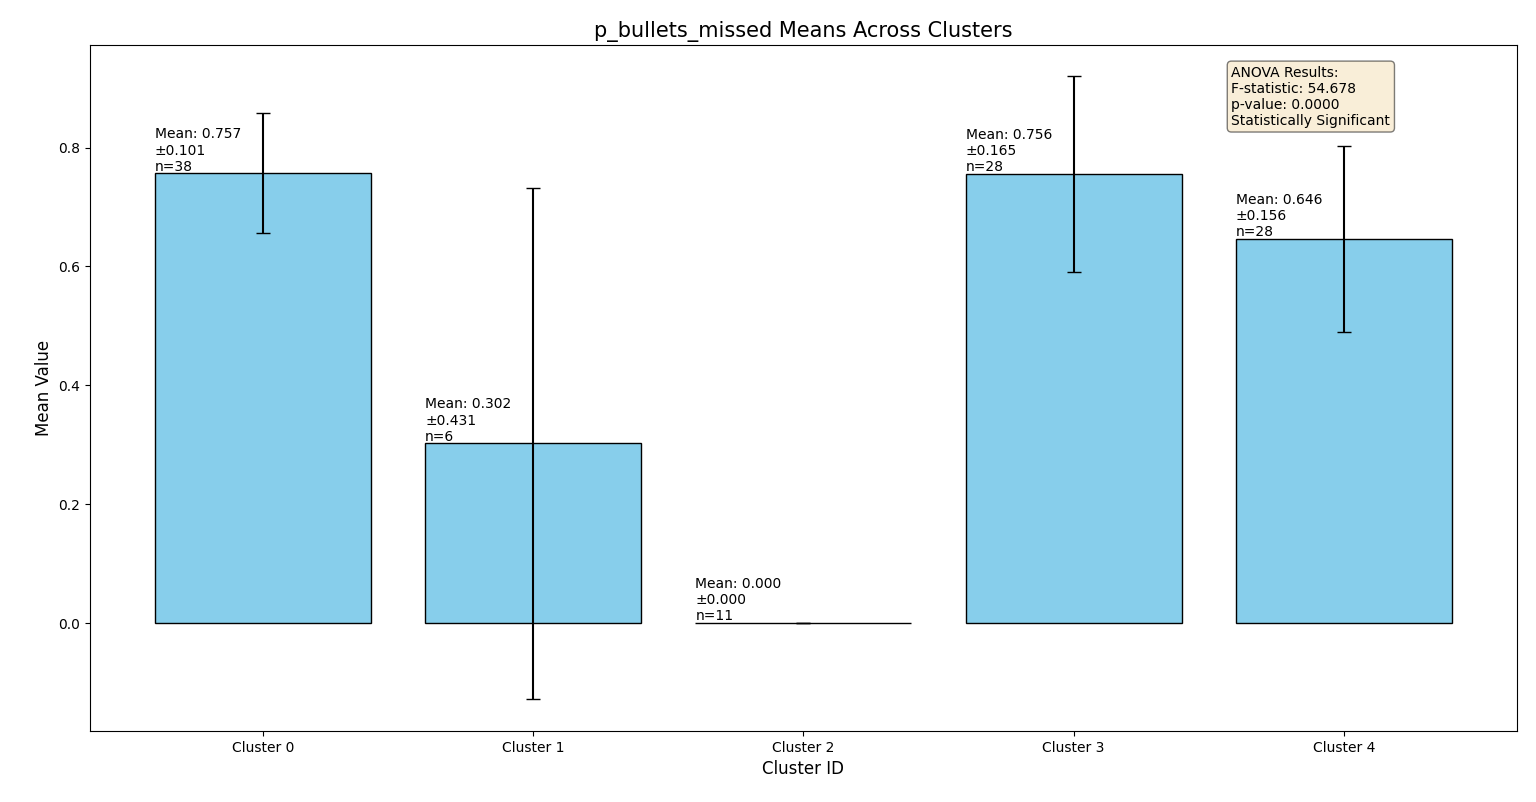 p_bullets_missed Means Across Clusters
ANOVA Results:
F-statistic: 54.678
p-value: 0.0000
Statistically Significant
Mean: 0.757
±0.101
n=38
Mean: 0.302
±0.431
n=6
Mean: 0.000
±0.000
n=11
Mean: 0.756
±0.165
n=28
Mean: 0.646
±0.156
n=28
Mean Value
0.8
0.6
0.4
0.2
0.0
Cluster 0
Cluster 1
Cluster 2
Cluster 3
Cluster 4
Cluster ID